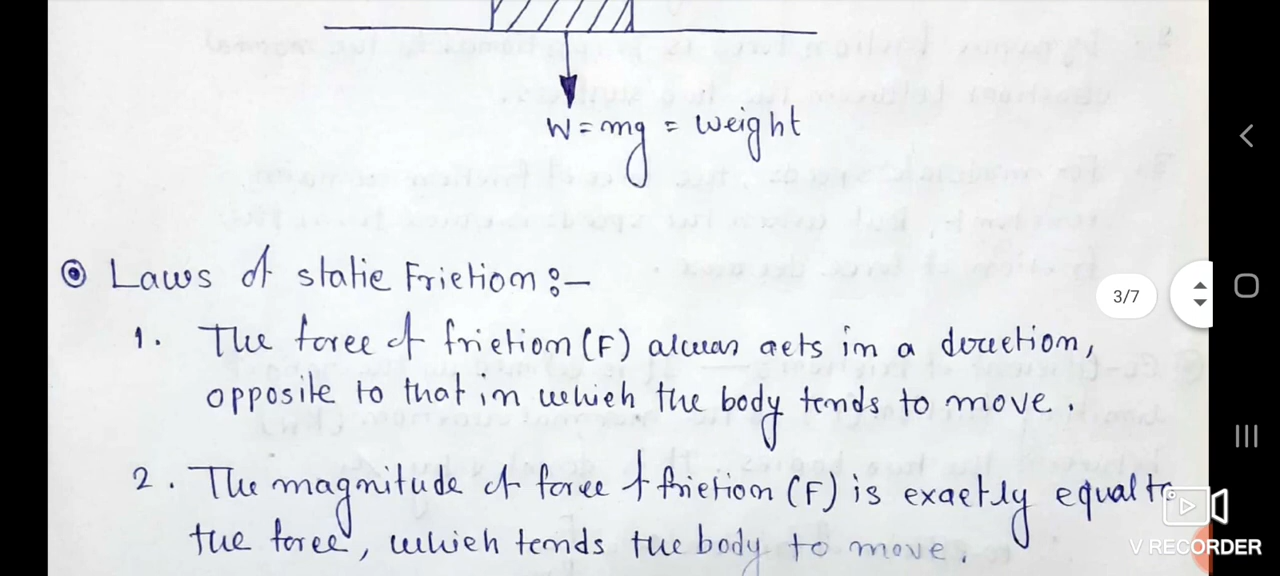 W = mg = weight
Laws of static Friction :-
1. The force of friction (F) always acts in a direction,
opposite to that in which the body tends to move.
2. The magnitude of force of friction (F) is exactly equal to
the force, which tends the body to move.
3/7
V RECORDER